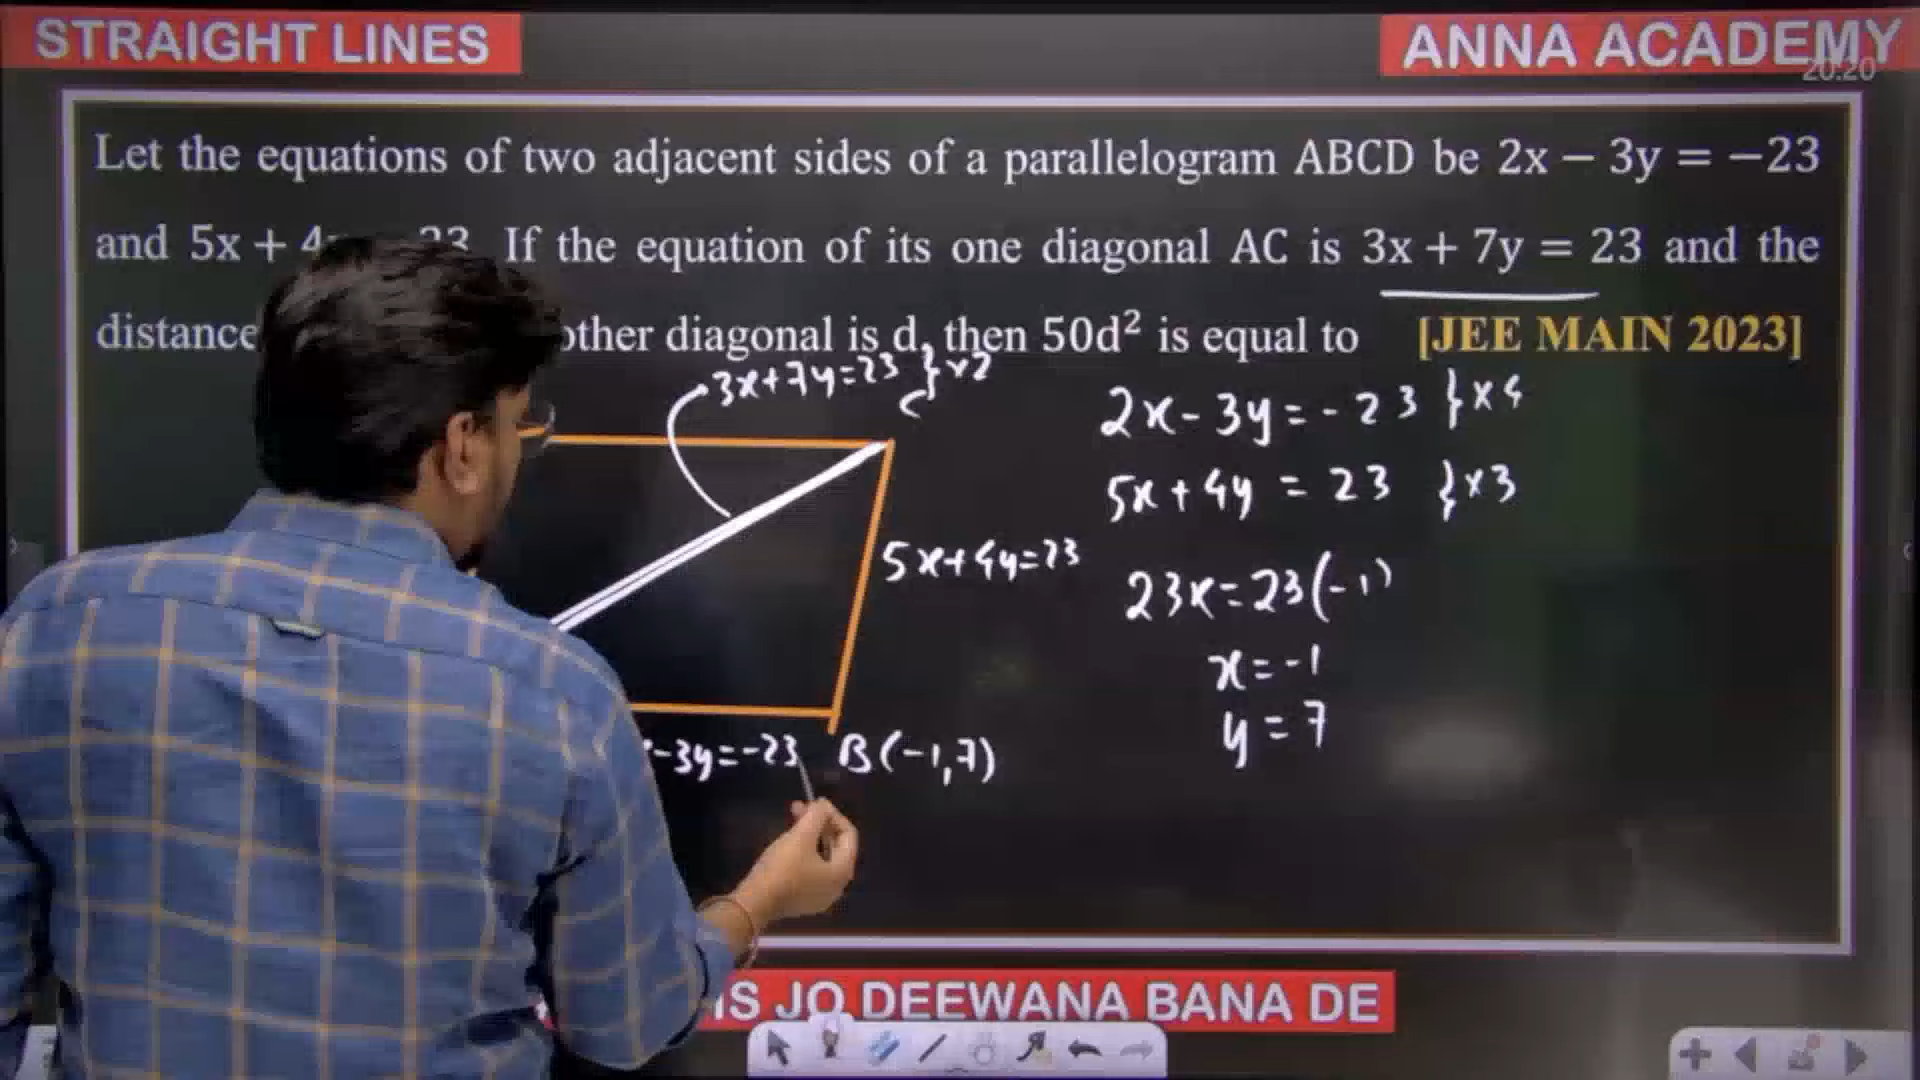 STRAIGHT LINES
ANNA ACADEMY
20:20
Let the equations of two adjacent sides of a parallelogram ABCD be 2x − 3y = −23
and 5x + 4 23. If the equation of its one diagonal AC is 3x + 7y = 23 and the
distance other diagonal is d, then 50d² is equal to [JEE MAIN 2023]
3x+7y=23 }×2
C
5x+4y=23
-3y=-23 B(-1,7)
2x-3y=-23 }×4
5x+4y=23 }×3
23x=23(-1)
x=-1
y=7
IS JO DEEWANA BANA DE